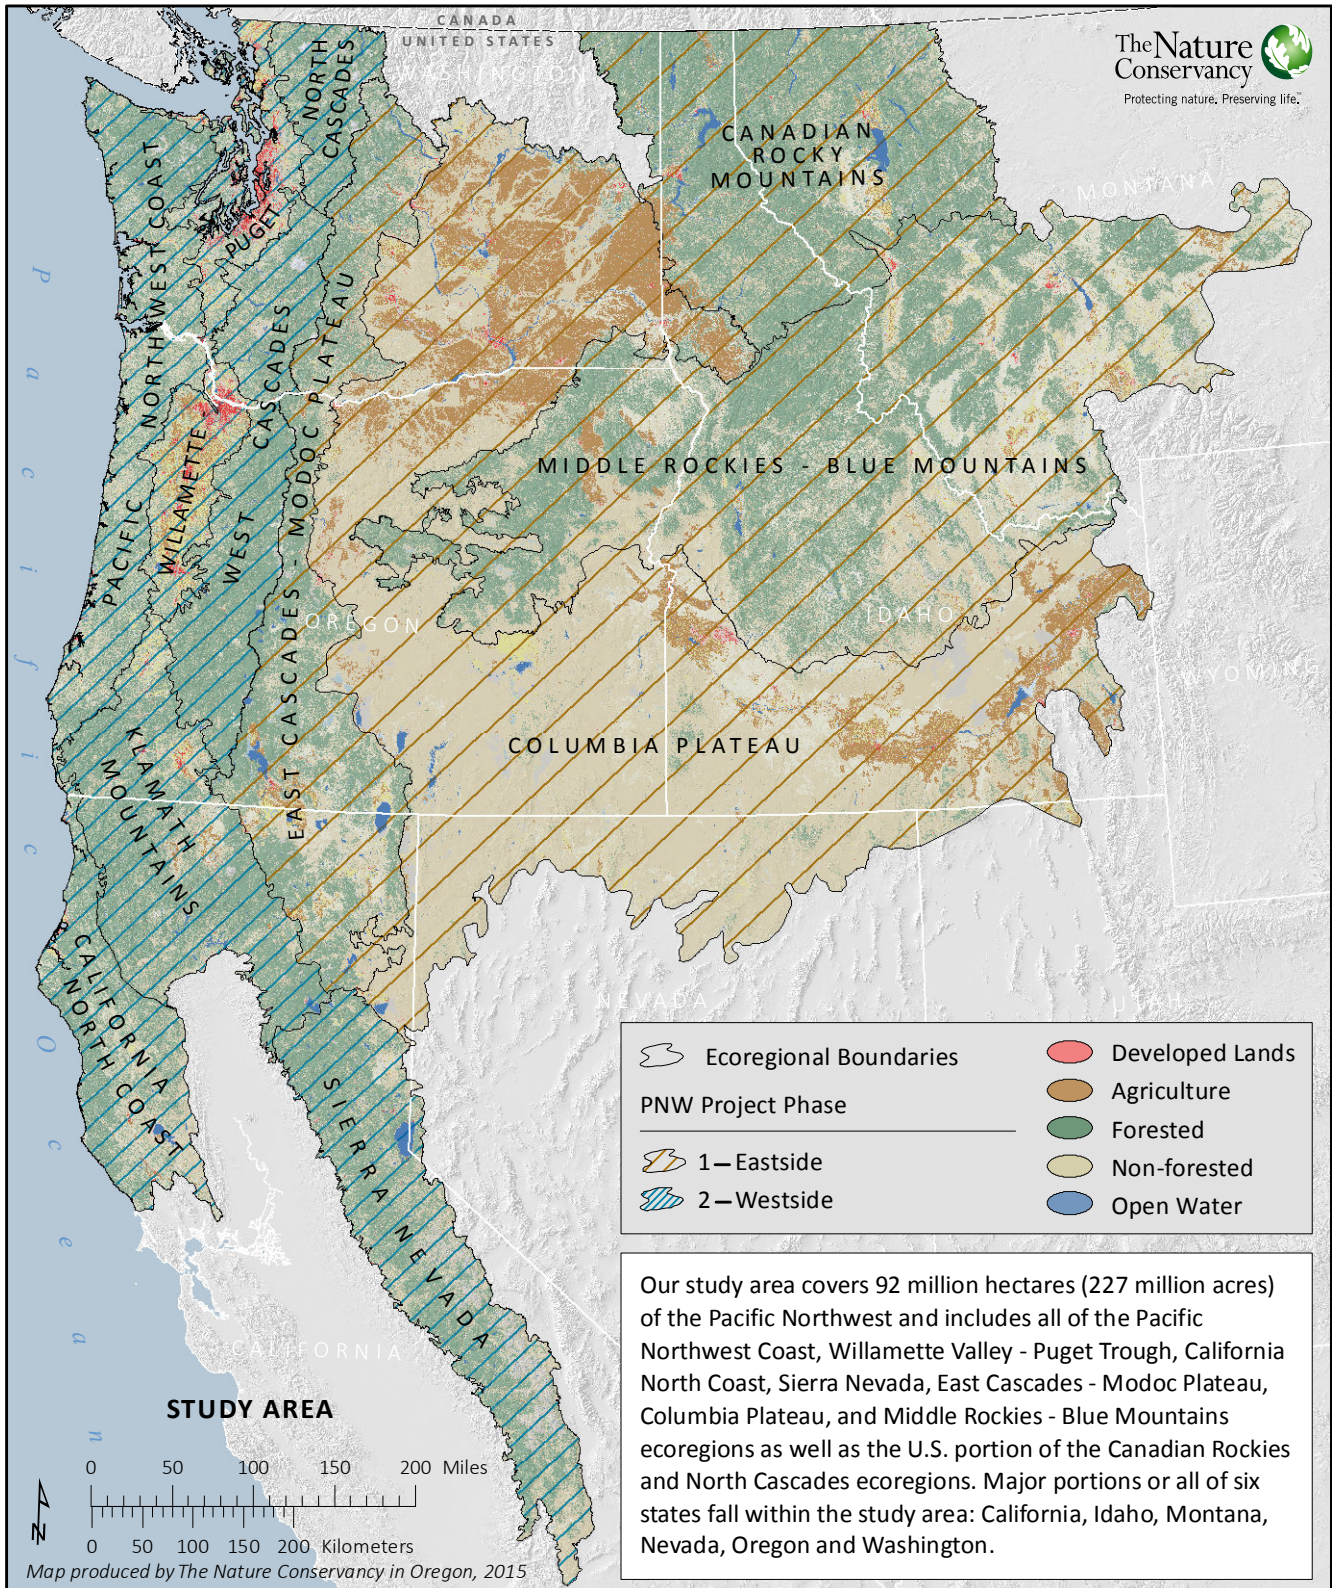 CANADA
UNITED STATES
The Nature
Conservancy
Protecting nature. Preserving life.™
WASHINGTON
NORTH
CASCADES
CANADIAN
ROCKY
MOUNTAINS
MONTANA
PUGET
PACIFIC NORTHWEST COAST
WILLAMETTE
WEST CASCADES
EAST CASCADES - MODOC PLATEAU
MIDDLE ROCKIES - BLUE MOUNTAINS
OREGON
IDAHO
WYOMING
COLUMBIA PLATEAU
KLAMATH
MOUNTAINS
CALIFORNIA
NORTH COAST
NEVADA
UTAH
SIERRA NEVADA
CALIFORNIA
Pacific Ocean
Ecoregional Boundaries
PNW Project Phase
1—Eastside
2—Westside
Developed Lands
Agriculture
Forested
Non-forested
Open Water
Our study area covers 92 million hectares (227 million acres)
of the Pacific Northwest and includes all of the Pacific
Northwest Coast, Willamette Valley - Puget Trough, California
North Coast, Sierra Nevada, East Cascades - Modoc Plateau,
Columbia Plateau, and Middle Rockies - Blue Mountains
ecoregions as well as the U.S. portion of the Canadian Rockies
and North Cascades ecoregions. Major portions or all of six
states fall within the study area: California, Idaho, Montana,
Nevada, Oregon and Washington.
STUDY AREA
0 50 100 150 200 Miles
0 50 100 150 200 Kilometers
N
Map produced by The Nature Conservancy in Oregon, 2015